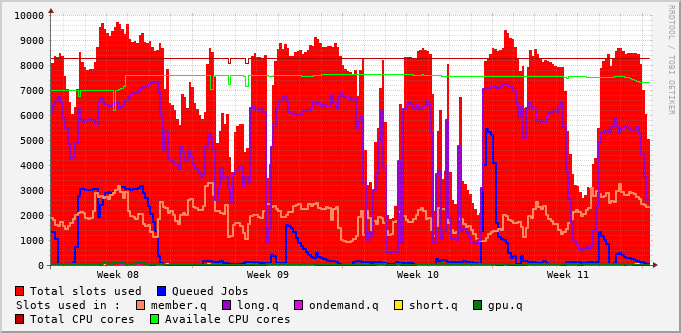 10000
9000
8000
7000
6000
5000
4000
3000
2000
1000
0
Week 08 Week 09 Week 10 Week 11
Total slots used Queued Jobs
Slots used in : member.q long.q ondemand.q short.q gpu.q
Total CPU cores Availale CPU cores
RRDTOOL / TOBI OETIKER